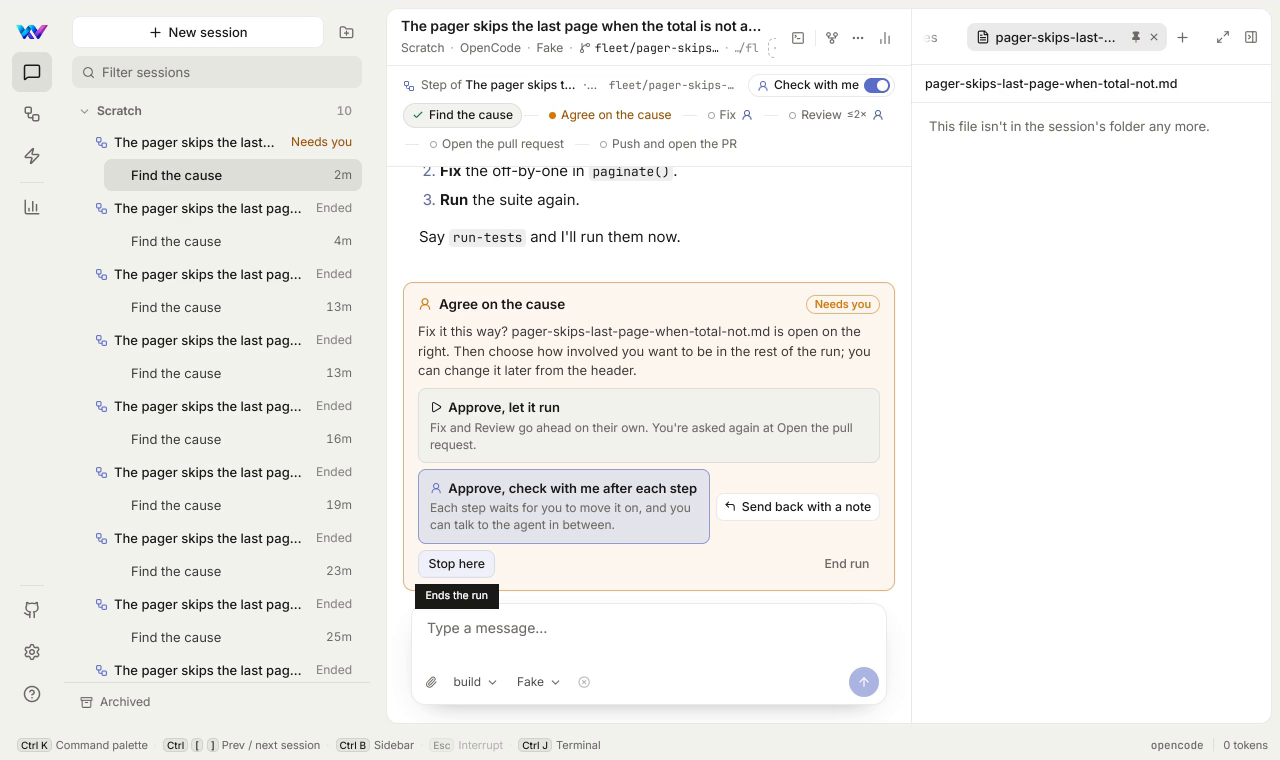 New session
Filter sessions
Scratch 10
The pager skips the last... Needs you
Find the cause 2m
The pager skips the last pag... Ended
Find the cause 4m
The pager skips the last pag... Ended
Find the cause 13m
The pager skips the last pag... Ended
Find the cause 13m
The pager skips the last pag... Ended
Find the cause 16m
The pager skips the last pag... Ended
Find the cause 19m
The pager skips the last pag... Ended
Find the cause 23m
The pager skips the last pag... Ended
Find the cause 25m
The pager skips the last pag... Ended
Archived
The pager skips the last page when the total is not a...
Scratch · OpenCode · Fake · fleet/pager-skips… · …/fl
Step of The pager skips t... ·... fleet/pager-skips-… Check with me
Find the cause Agree on the cause Fix Review ≤2×
Open the pull request Push and open the PR
2. Fix the off-by-one in paginate().
3. Run the suite again.
Say run-tests and I'll run them now.
Agree on the cause Needs you
Fix it this way? pager-skips-last-page-when-total-not.md is open on the
right. Then choose how involved you want to be in the rest of the run; you
can change it later from the header.
Approve, let it run
Fix and Review go ahead on their own. You're asked again at Open the pull
request.
Approve, check with me after each step
Each step waits for you to move it on, and you
can talk to the agent in between.
Send back with a note
Stop here End run
Ends the run
Type a message...
build Fake
es pager-skips-last-...
pager-skips-last-page-when-total-not.md
This file isn't in the session's folder any more.
Ctrl K Command palette · Ctrl [ ] Prev / next session · Ctrl B Sidebar · Esc Interrupt · Ctrl J Terminal
opencode 0 tokens